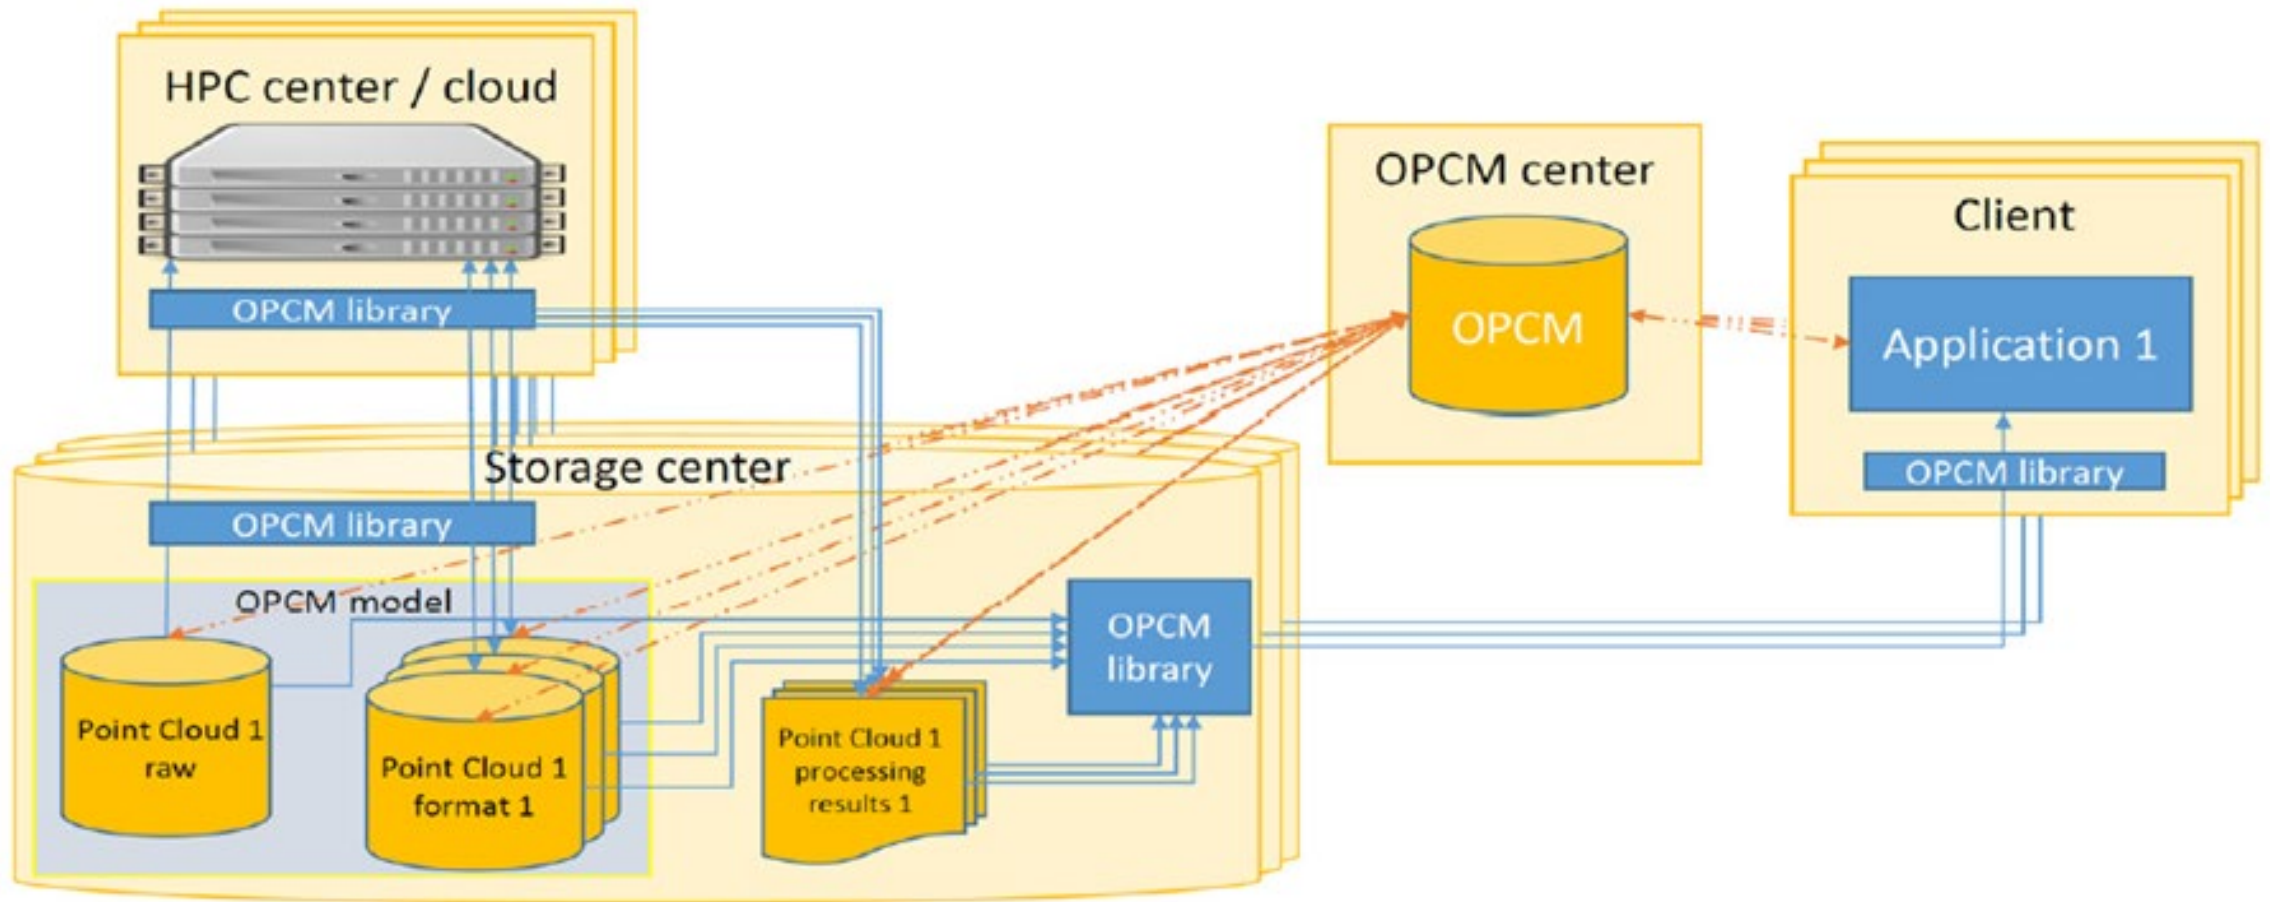 HPC center / cloud
OPCM library
OPCM center
OPCM
Client
Application 1
OPCM library
Storage center
OPCM library
OPCM model
Point Cloud 1
raw
Point Cloud 1
format 1
Point Cloud 1
processing
results 1
OPCM
library